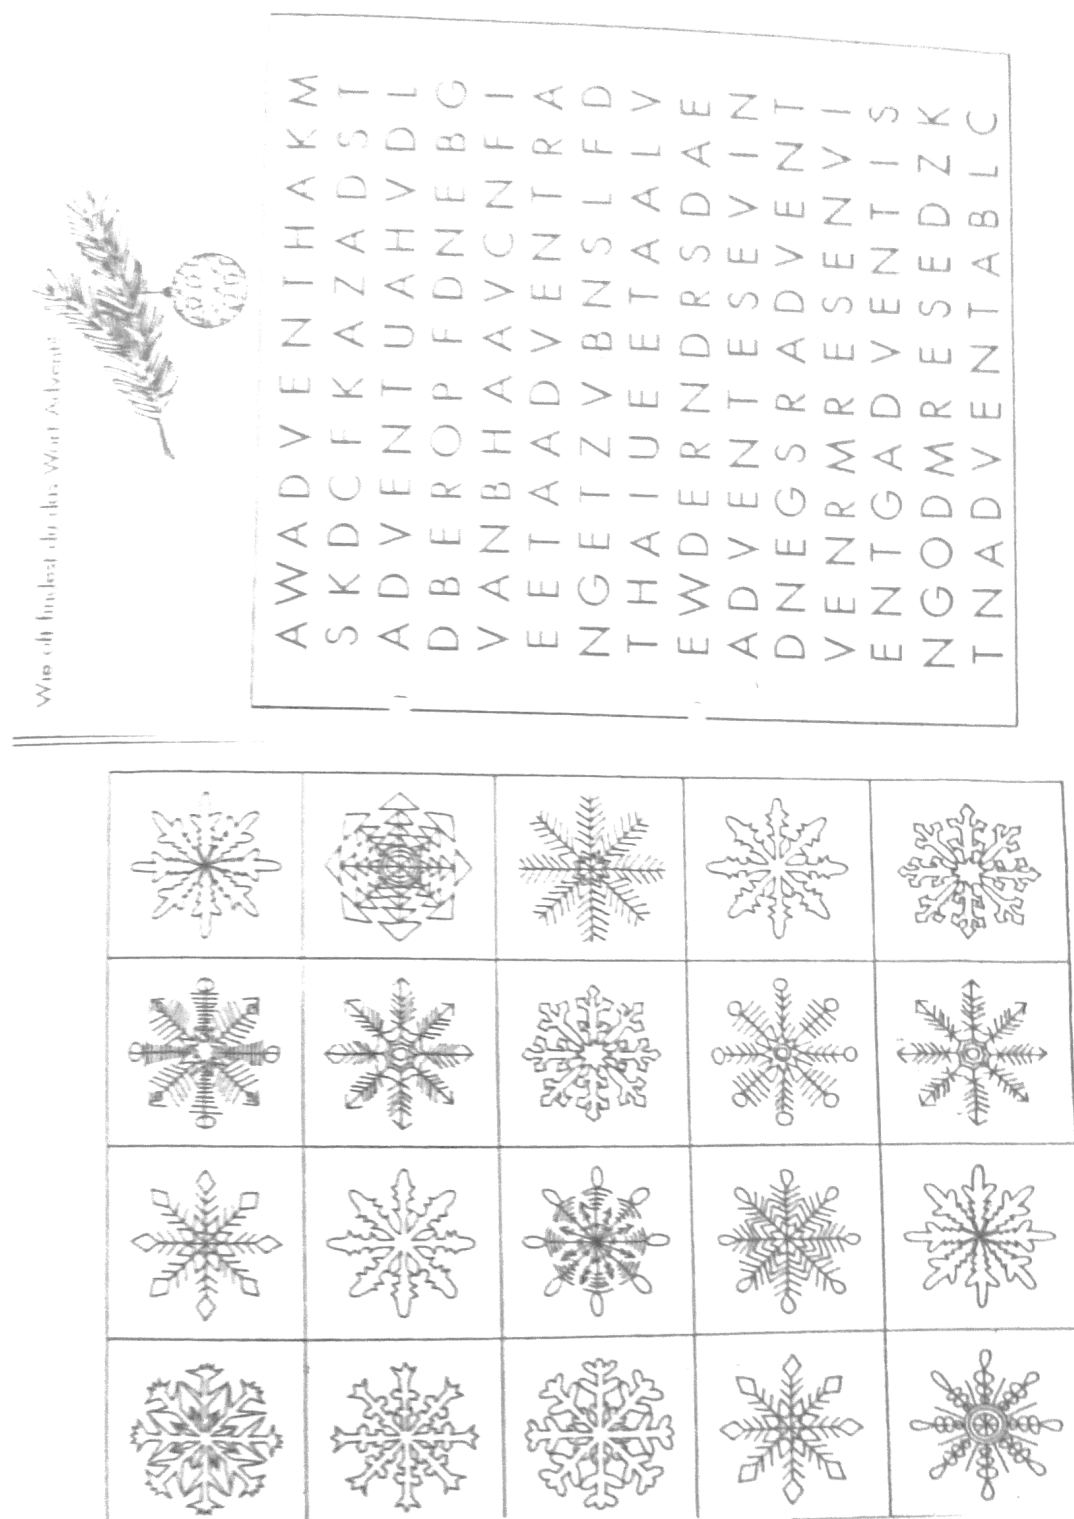 Wie oft findest du das Wort Advent?
A W A D V E N T H A K M
S K D C F K A Z A D S T
A D V E N T U A H V D L
D B E R O P F D N E B G
V A N B H A A V C N F I
E E T A A D V E N T R A
N G E T Z V B N S L F D
T H A I U E E T A A L V
E W D E R N D R S D A E
A D V E N T E S E V I N
D N E G S R A D V E N T
V E N R M R E S E N V I
E N T G A D V E N T I S
N G O D M R E S E D Z K
T N A D V E N T A B L C